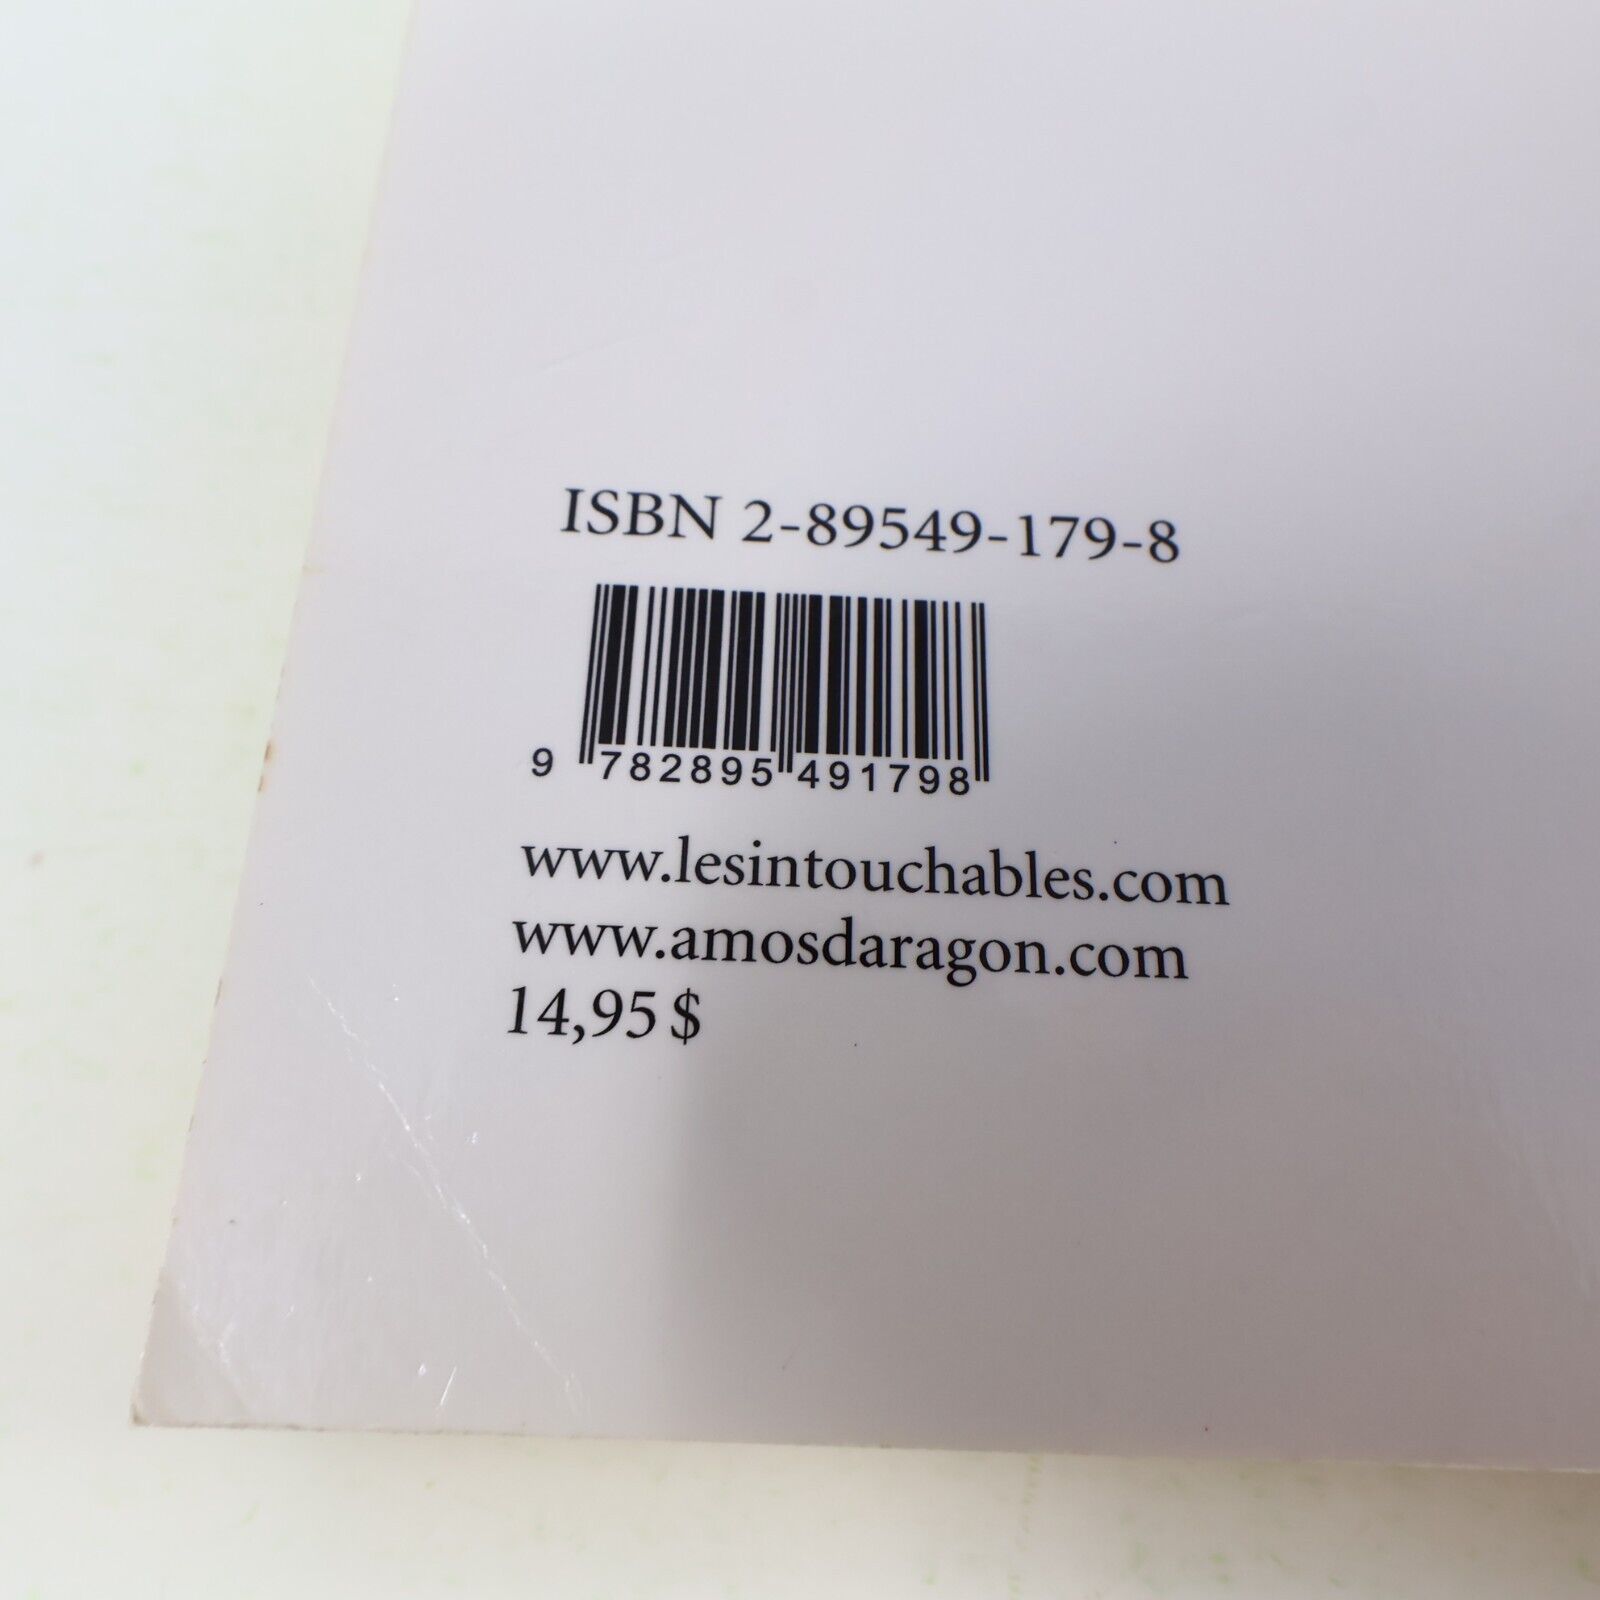 ISBN 2-89549-179-8
9 782895 491798
www.lesintouchables.com
www.amosdaragon.com
14,95 $